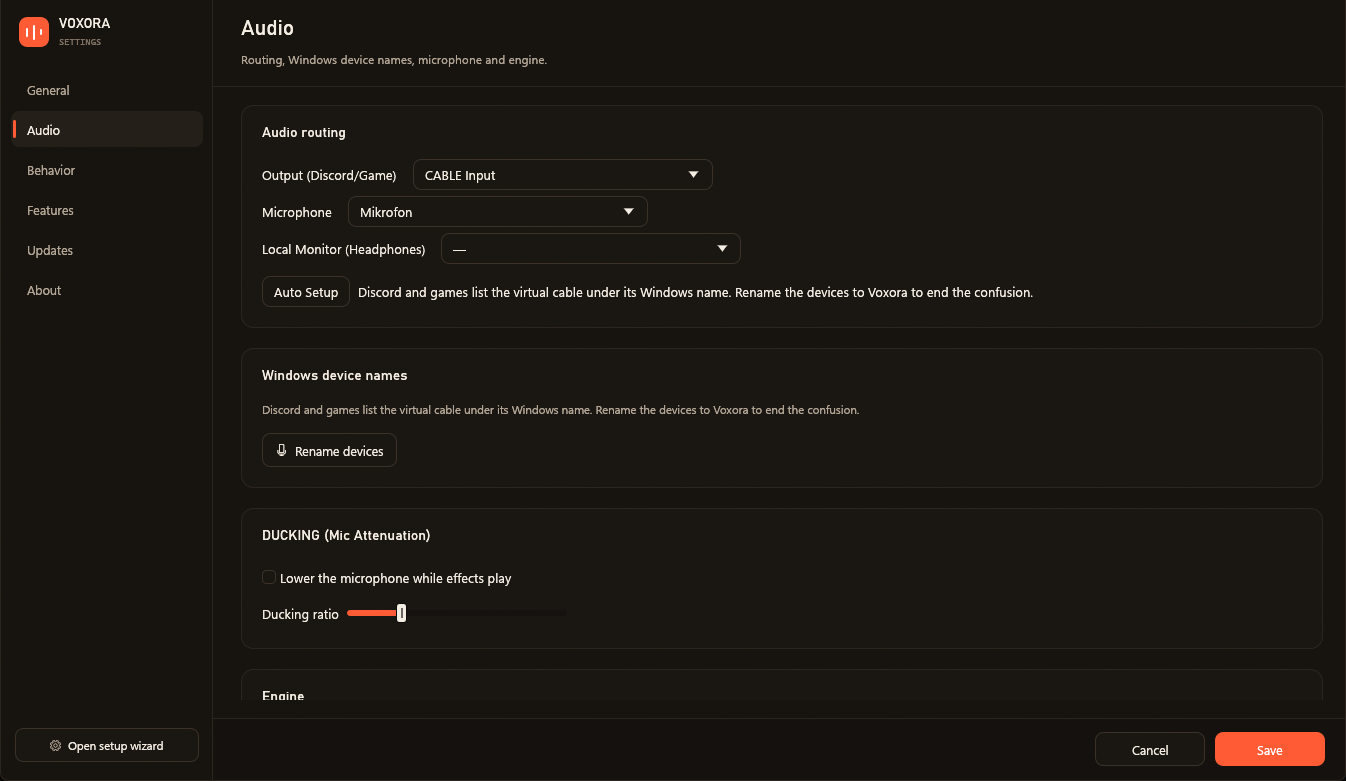 VOXORA
SETTINGS
General
Audio
Behavior
Features
Updates
About
Open setup wizard
Audio
Routing, Windows device names, microphone and engine.
Audio routing
Output (Discord/Game) CABLE Input
Microphone Mikrofon
Local Monitor (Headphones) —
Auto Setup Discord and games list the virtual cable under its Windows name. Rename the devices to Voxora to end the confusion.
Windows device names
Discord and games list the virtual cable under its Windows name. Rename the devices to Voxora to end the confusion.
Rename devices
DUCKING (Mic Attenuation)
Lower the microphone while effects play
Ducking ratio
Engine
Cancel Save